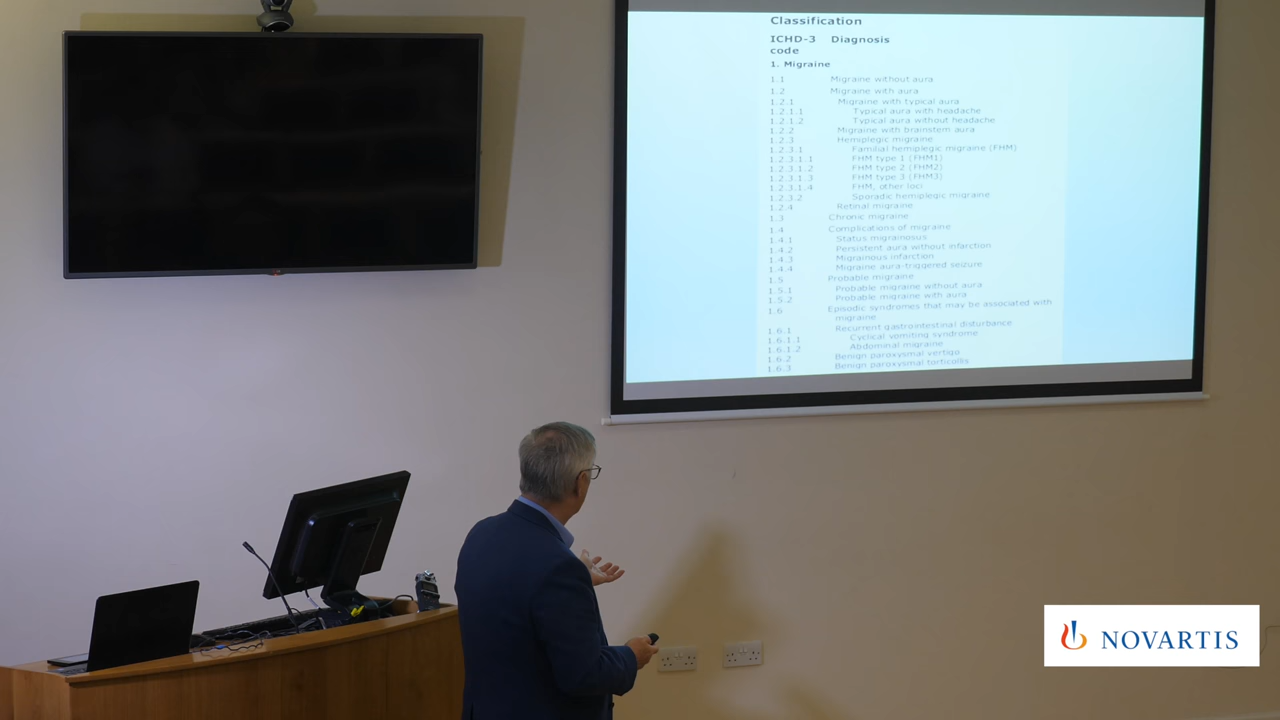 Classification
ICHD-3 Diagnosis
code
1. Migraine
1.1 Migraine without aura
1.2 Migraine with aura
1.2.1 Migraine with typical aura
1.2.1.1 Typical aura with headache
1.2.1.2 Typical aura without headache
1.2.2 Migraine with brainstem aura
1.2.3 Hemiplegic migraine
1.2.3.1 Familial hemiplegic migraine (FHM)
1.2.3.1.1 FHM type 1 (FHM1)
1.2.3.1.2 FHM type 2 (FHM2)
1.2.3.1.3 FHM type 3 (FHM3)
1.2.3.1.4 FHM, other loci
1.2.3.2 Sporadic hemiplegic migraine
1.2.4 Retinal migraine
1.3 Chronic migraine
1.4 Complications of migraine
1.4.1 Status migrainosus
1.4.2 Persistent aura without infarction
1.4.3 Migrainous infarction
1.4.4 Migraine aura-triggered seizure
1.5 Probable migraine
1.5.1 Probable migraine without aura
1.5.2 Probable migraine with aura
1.6 Episodic syndromes that may be associated with
migraine
1.6.1 Recurrent gastrointestinal disturbance
1.6.1.1 Cyclical vomiting syndrome
1.6.1.2 Abdominal migraine
1.6.2 Benign paroxysmal vertigo
1.6.3 Benign paroxysmal torticollis
NOVARTIS